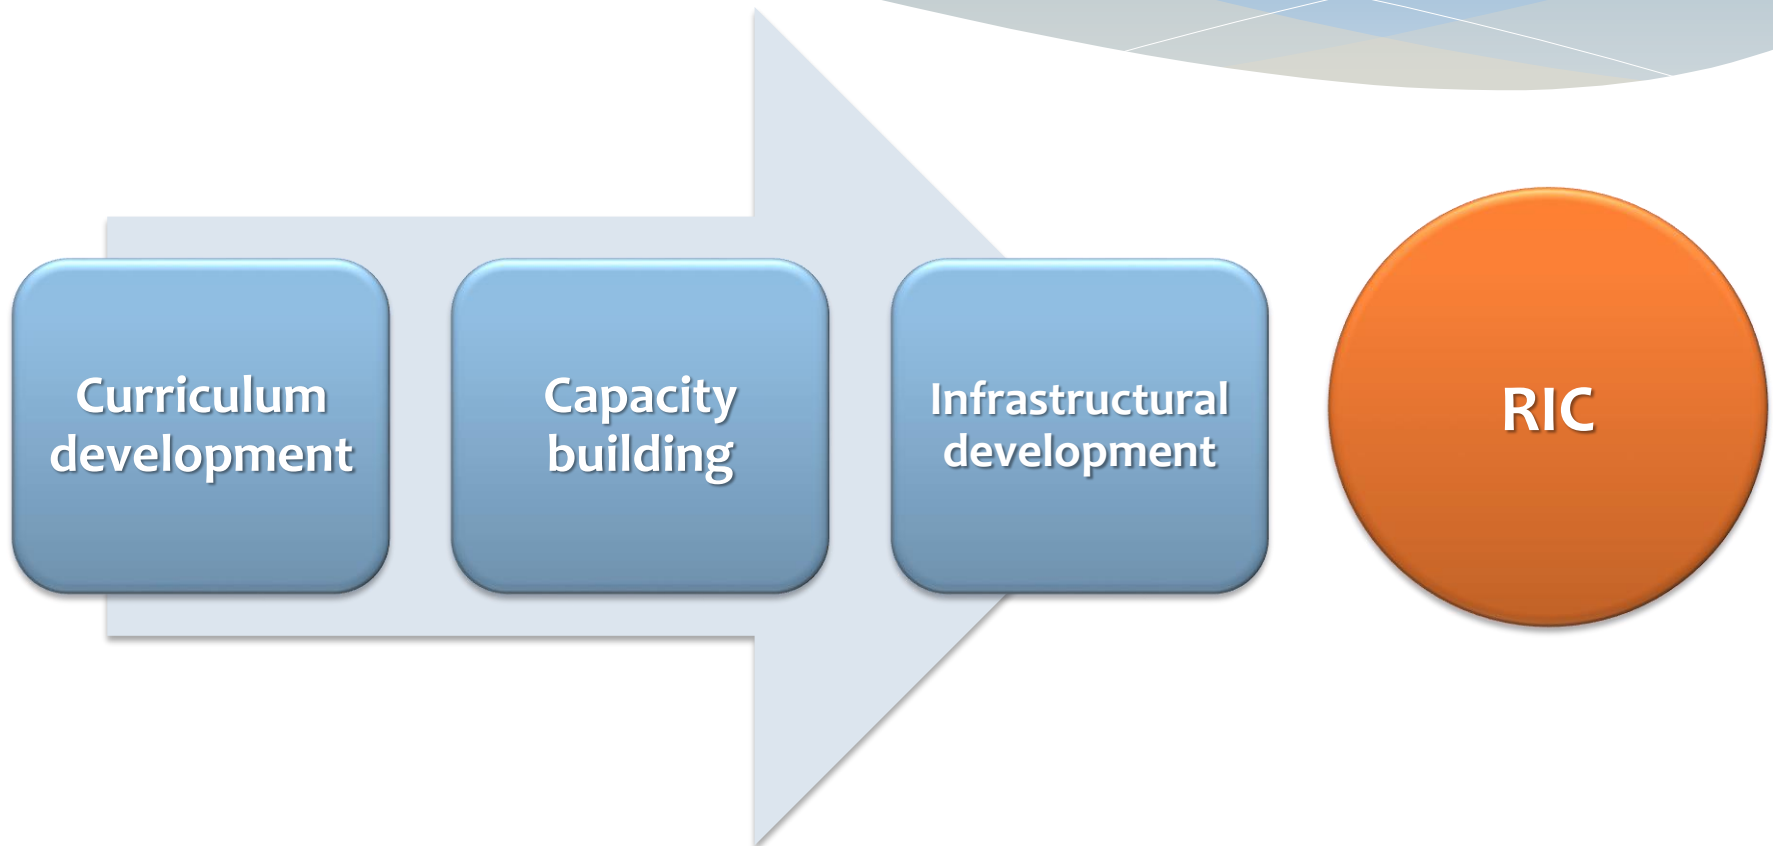 Curriculum
development
Capacity
building
Infrastructural
development
RIC